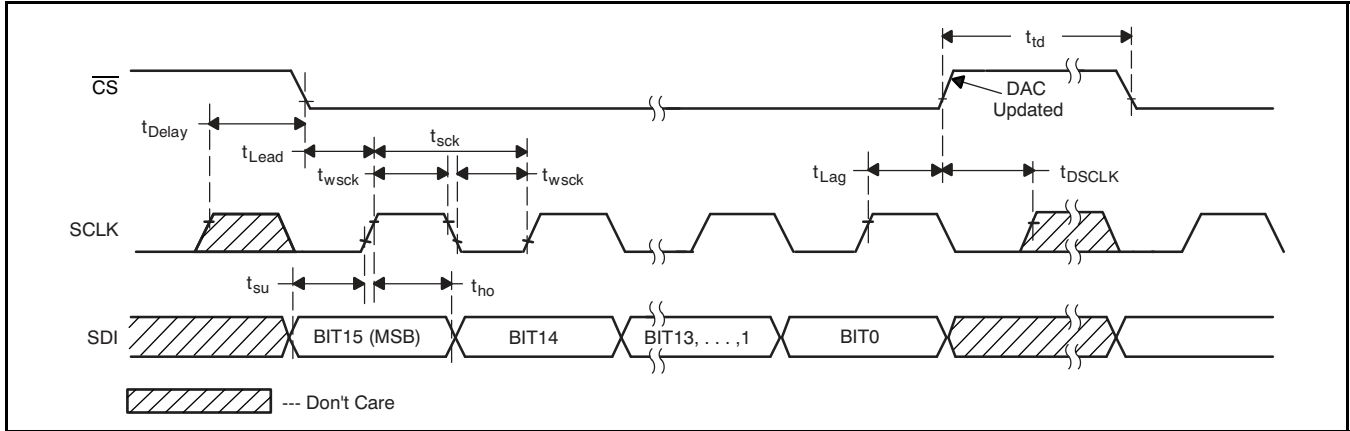 t_td
CS
DAC
Updated
t_Delay
t_Lead
t_sck
t_wsck
t_wsck
t_Lag
t_DSCLK
SCLK
t_su
t_ho
SDI
BIT15 (MSB)
BIT14
BIT13, . . . ,1
BIT0
--- Don't Care